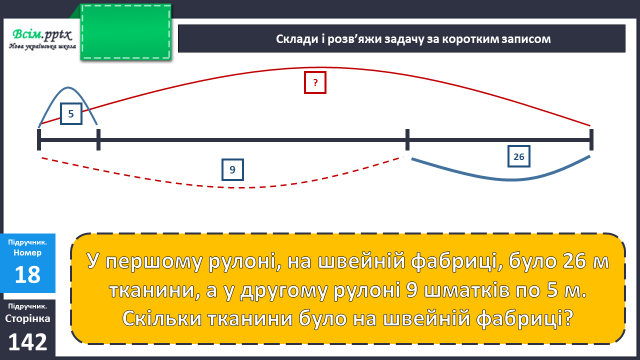 Всім.pptx
Нова українська школа
Склади і розв’яжи задачу за коротким записом
?
5
9
26
Підручник.
Номер
18
Підручник.
Сторінка
142
У першому рулоні, на швейній фабриці, було 26 м
тканини, а у другому рулоні 9 шматків по 5 м.
Скільки тканини було на швейній фабриці?